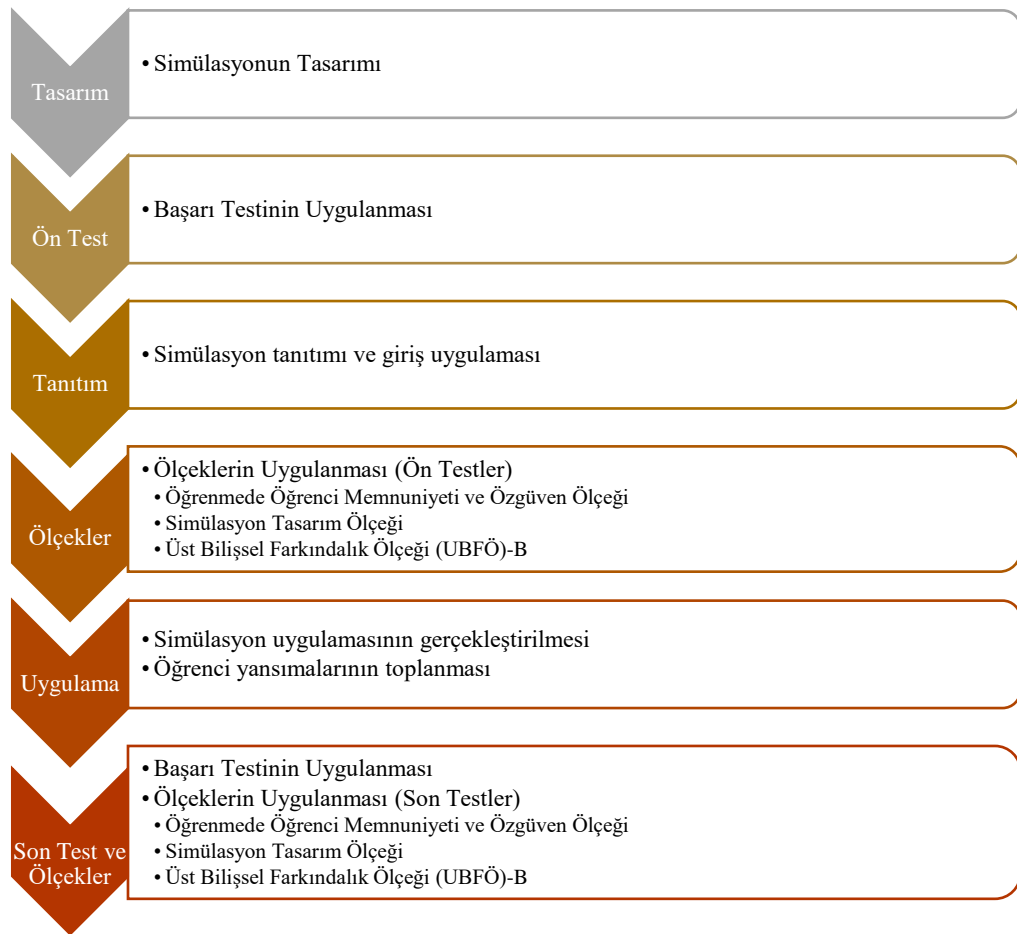 Tasarım
• Simülasyonun Tasarımı
Ön Test
• Başarı Testinin Uygulanması
Tanıtım
• Simülasyon tanıtımı ve giriş uygulaması
Ölçekler
• Ölçeklerin Uygulanması (Ön Testler)
• Öğrenmede Öğrenci Memnuniyeti ve Özgüven Ölçeği
• Simülasyon Tasarım Ölçeği
• Üst Bilişsel Farkındalık Ölçeği (UBFÖ)-B
Uygulama
• Simülasyon uygulamasının gerçekleştirilmesi
• Öğrenci yansımalarının toplanması
Son Test ve
Ölçekler
• Başarı Testinin Uygulanması
• Ölçeklerin Uygulanması (Son Testler)
• Öğrenmede Öğrenci Memnuniyeti ve Özgüven Ölçeği
• Simülasyon Tasarım Ölçeği
• Üst Bilişsel Farkındalık Ölçeği (UBFÖ)-B